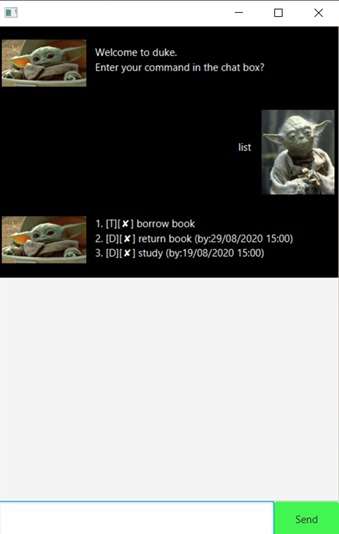 Welcome to duke.
Enter your command in the chat box?
list
1. [T][✘] borrow book
2. [D][✘] return book (by:29/08/2020 15:00)
3. [D][✘] study (by:19/08/2020 15:00)
Send